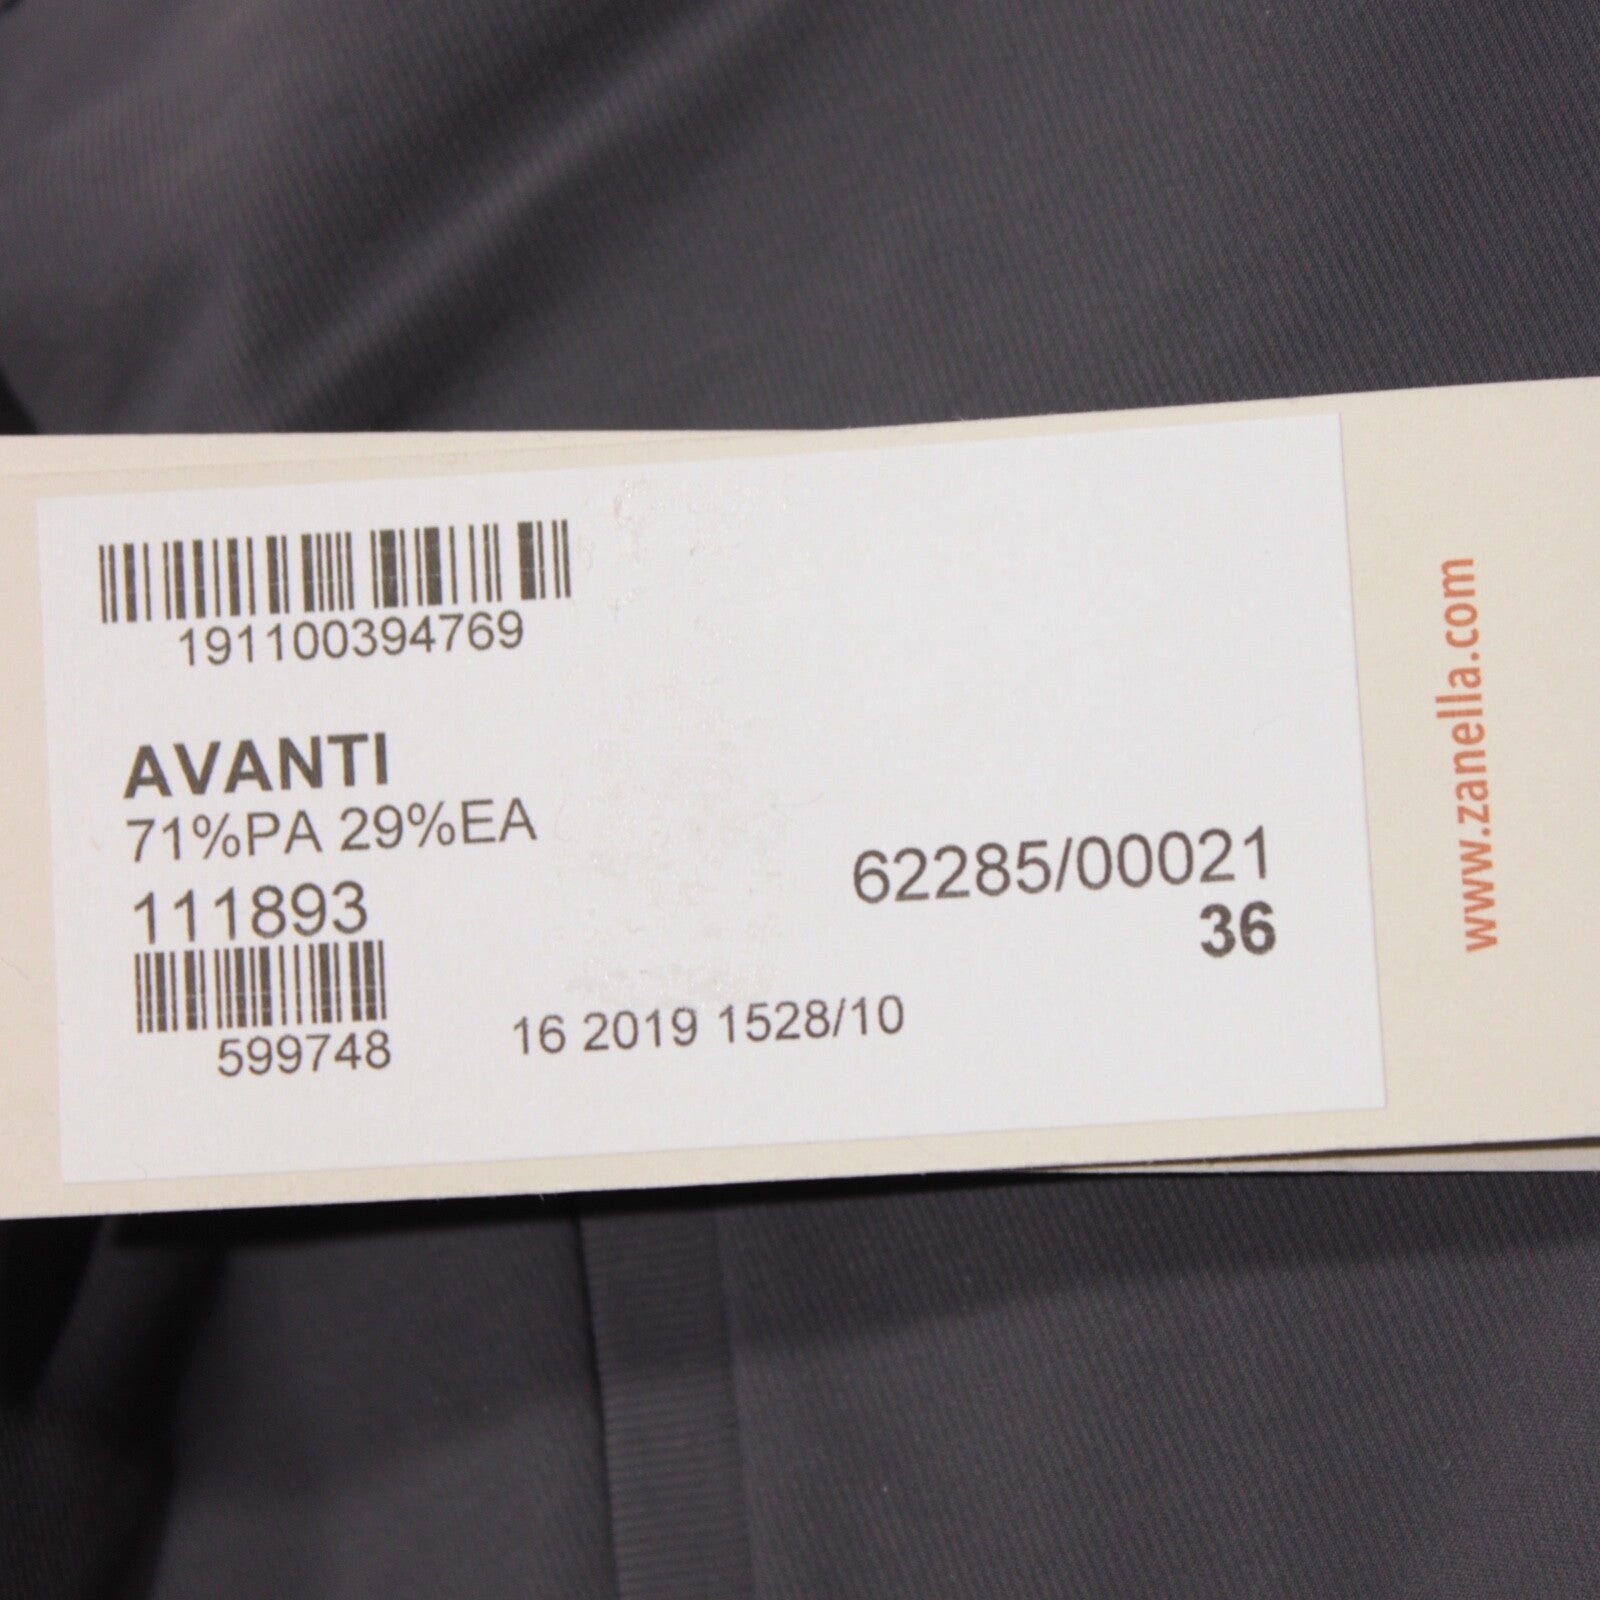 191100394769
AVANTI
71%PA 29%EA
111893
599748
16 2019 1528/10
62285/00021
36
www.zanella.com